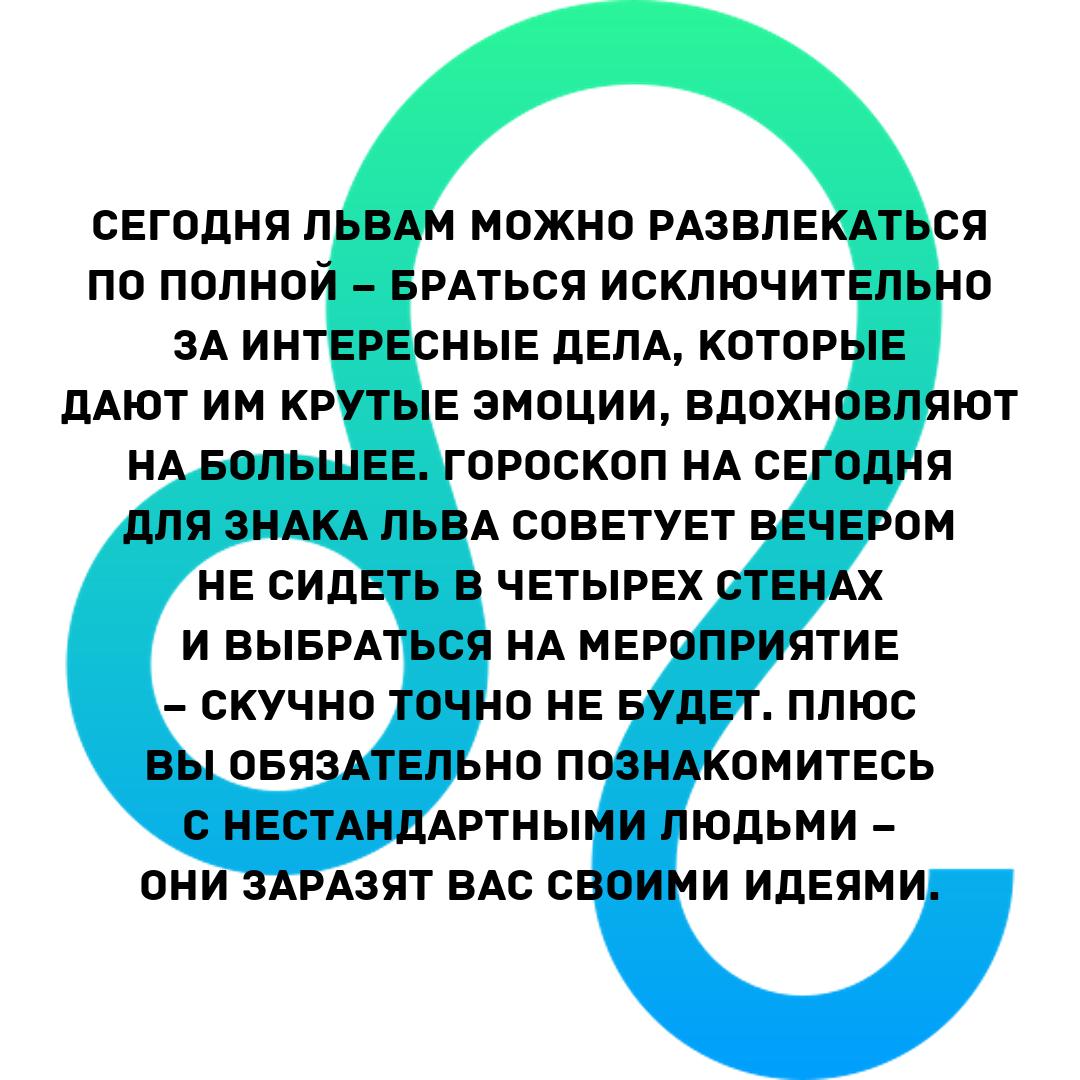 СЕГОДНЯ ЛЬВАМ МОЖНО РАЗВЛЕКАТЬСЯ
ПО ПОЛНОЙ – БРАТЬСЯ ИСКЛЮЧИТЕЛЬНО
ЗА ИНТЕРЕСНЫЕ ДЕЛА, КОТОРЫЕ
ДАЮТ ИМ КРУТЫЕ ЭМОЦИИ, ВДОХНОВЛЯЮТ
НА БОЛЬШЕЕ. ГОРОСКОП НА СЕГОДНЯ
ДЛЯ ЗНАКА ЛЬВА СОВЕТУЕТ ВЕЧЕРОМ
НЕ СИДЕТЬ В ЧЕТЫРЕХ СТЕНАХ
И ВЫБРАТЬСЯ НА МЕРОПРИЯТИЕ
– СКУЧНО ТОЧНО НЕ БУДЕТ. ПЛЮС
ВЫ ОБЯЗАТЕЛЬНО ПОЗНАКОМИТЕСЬ
С НЕСТАНДАРТНЫМИ ЛЮДЬМИ –
ОНИ ЗАРАЗЯТ ВАС СВОИМИ ИДЕЯМИ.